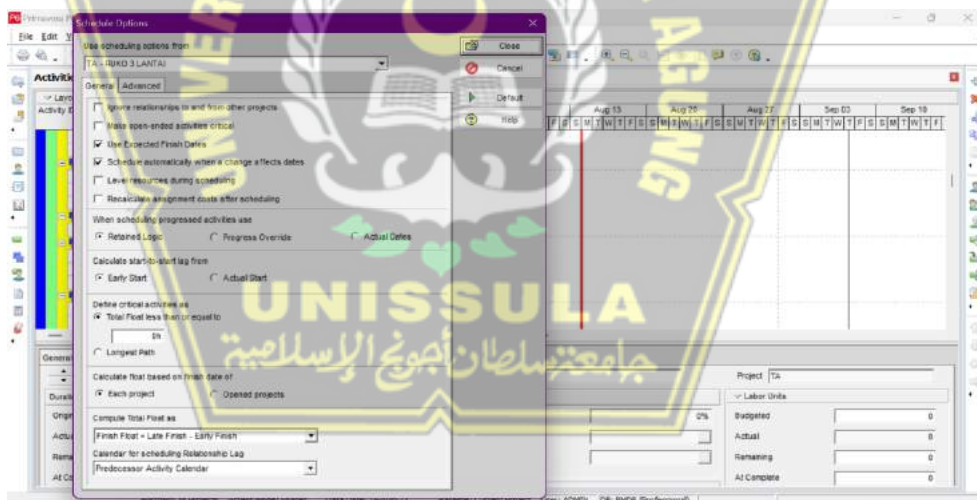 P6
File Edit
Schedule Options
Use scheduling options from
TA - RUKO 3 LANTAI
Close
Cancel
Default
Help
General Advanced
Ignore relationships to and from other projects
Make open-ended activities critical
Use Expected Finish Dates
Schedule automatically when a change affects dates
Level resources during scheduling
Recalculate assignment costs after scheduling
When scheduling progressed activities use
Retained Logic Progress Override Actual Dates
Calculate start-to-start lag from
Early Start Actual Start
Define critical activities as
Total Float less than or equal to
Longest Path
Calculate float based on finish date of
Each project Opened projects
Compute Total Float as
Finish Float = Late Finish - Early Finish
Calendar for scheduling Relationship Lag
Predecessor Activity Calendar
Aug 13 Aug 20 Aug 27 Sep 03 Sep 10
F S S M T W T F S S M T W T F S S M T W T F S S M T W T F S S M T W T F
UNISSULA
جامعة سلطان أجونج الإسلامية
AGUNG
General
Project TA
Labor Units
0% Budgeted 0
Actual 0
Remaining 0
At Complete 0